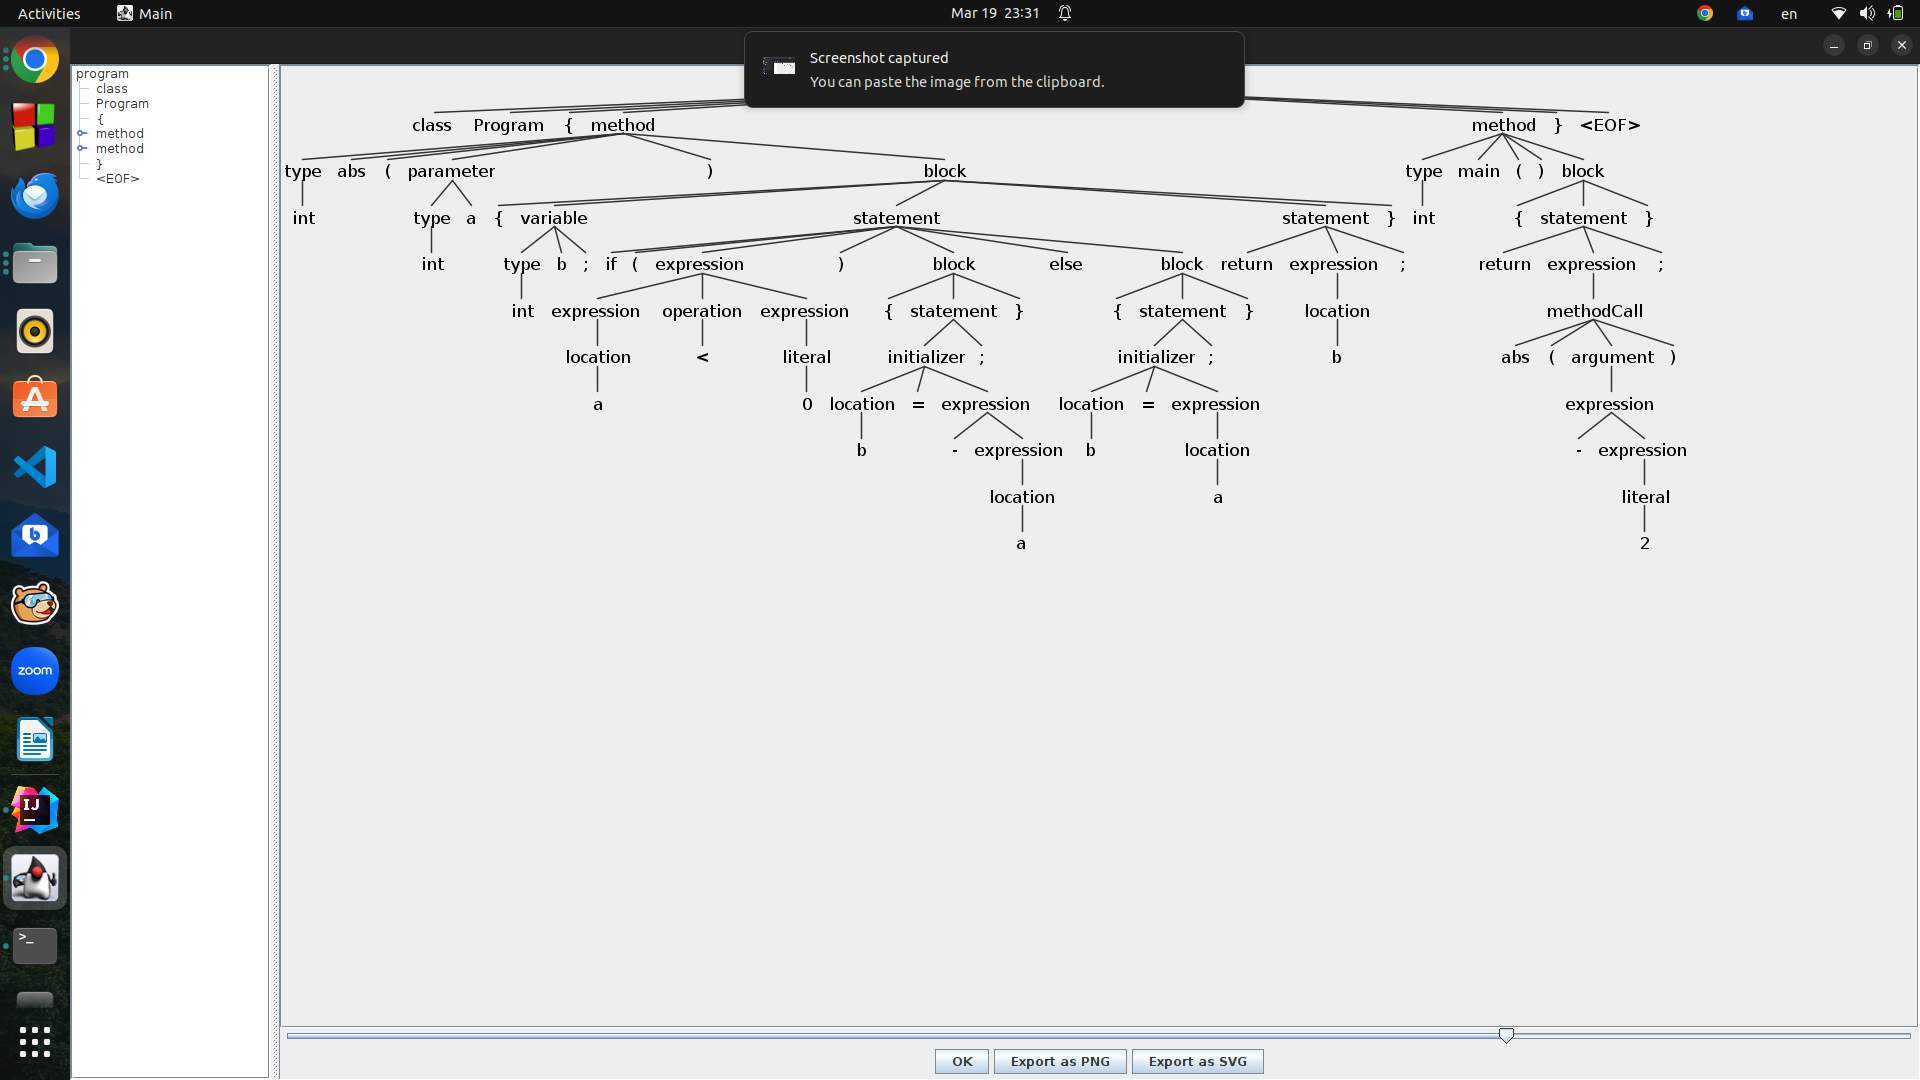 Activities Main Mar 19 23:31 en
Screenshot captured
You can paste the image from the clipboard.
program
class
Program
{
method
method
}
<EOF>
class Program { method method } <EOF>
type abs ( parameter ) block type main ( ) block
int type a { variable statement statement } int { statement }
int type b ; if ( expression ) block else block return expression ; return expression ;
int expression operation expression { statement } { statement } location methodCall
location < literal initializer ; initializer ; b abs ( argument )
a 0 location = expression location = expression expression
b - expression b location - expression
location a literal
a 2
zoom
IJ
>_
OK Export as PNG Export as SVG